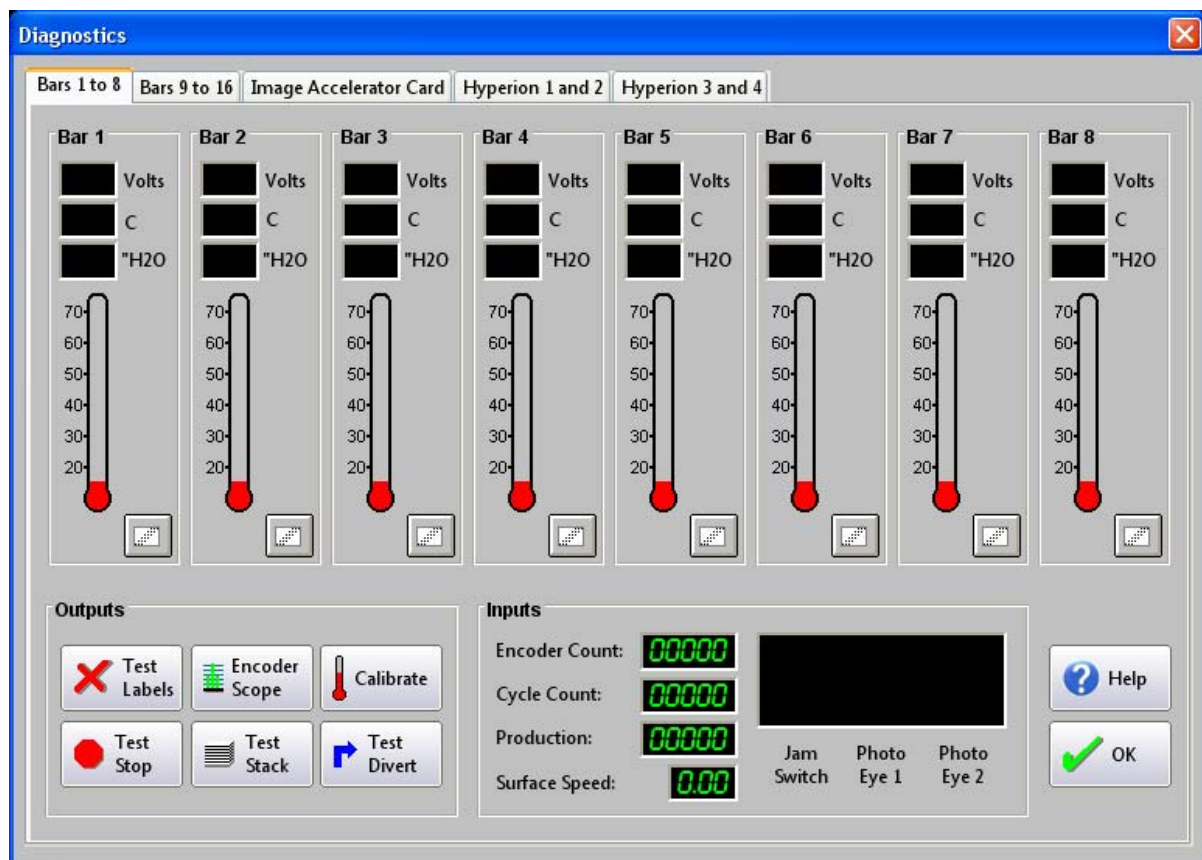 Diagnostics
Bars 1 to 8 Bars 9 to 16 Image Accelerator Card Hyperion 1 and 2 Hyperion 3 and 4
Bar 1 Bar 2 Bar 3 Bar 4 Bar 5 Bar 6 Bar 7 Bar 8
Volts Volts Volts Volts Volts Volts Volts Volts
C C C C C C C C
"H2O "H2O "H2O "H2O "H2O "H2O "H2O "H2O
70 70 70 70 70 70 70 70
60 60 60 60 60 60 60 60
50 50 50 50 50 50 50 50
40 40 40 40 40 40 40 40
30 30 30 30 30 30 30 30
20 20 20 20 20 20 20 20
Outputs
Test
Labels
Encoder
Scope
Calibrate
Test
Stop
Test
Stack
Test
Divert
Inputs
Encoder Count: 00000
Cycle Count: 00000
Production: 00000
Surface Speed: 0.00
Jam
Switch
Photo
Eye 1
Photo
Eye 2
Help
OK